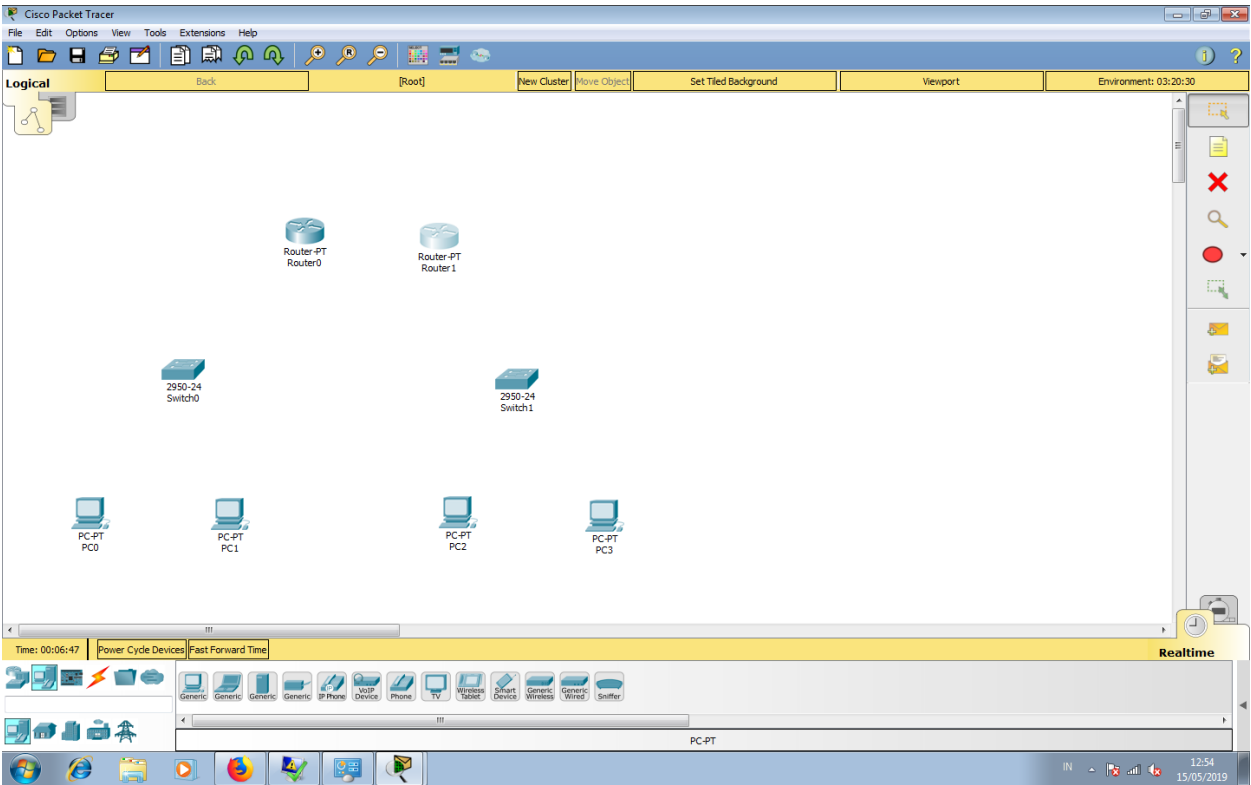 Cisco Packet Tracer
File Edit Options View Tools Extensions Help
Logical Back [Root] New Cluster Move Object Set Tiled Background Viewport Environment: 03:20:30
Router-PT
Router0
Router-PT
Router1
2950-24
Switch0
2950-24
Switch1
PC-PT
PC0
PC-PT
PC1
PC-PT
PC2
PC-PT
PC3
Time: 00:06:47 Power Cycle Devices Fast Forward Time Realtime
Generic Generic Generic Generic IP Phone VoIP Device Phone TV Wireless Tablet Smart Device Generic Wireless Generic Wired Sniffer
PC-PT
IN 12:54
15/05/2019